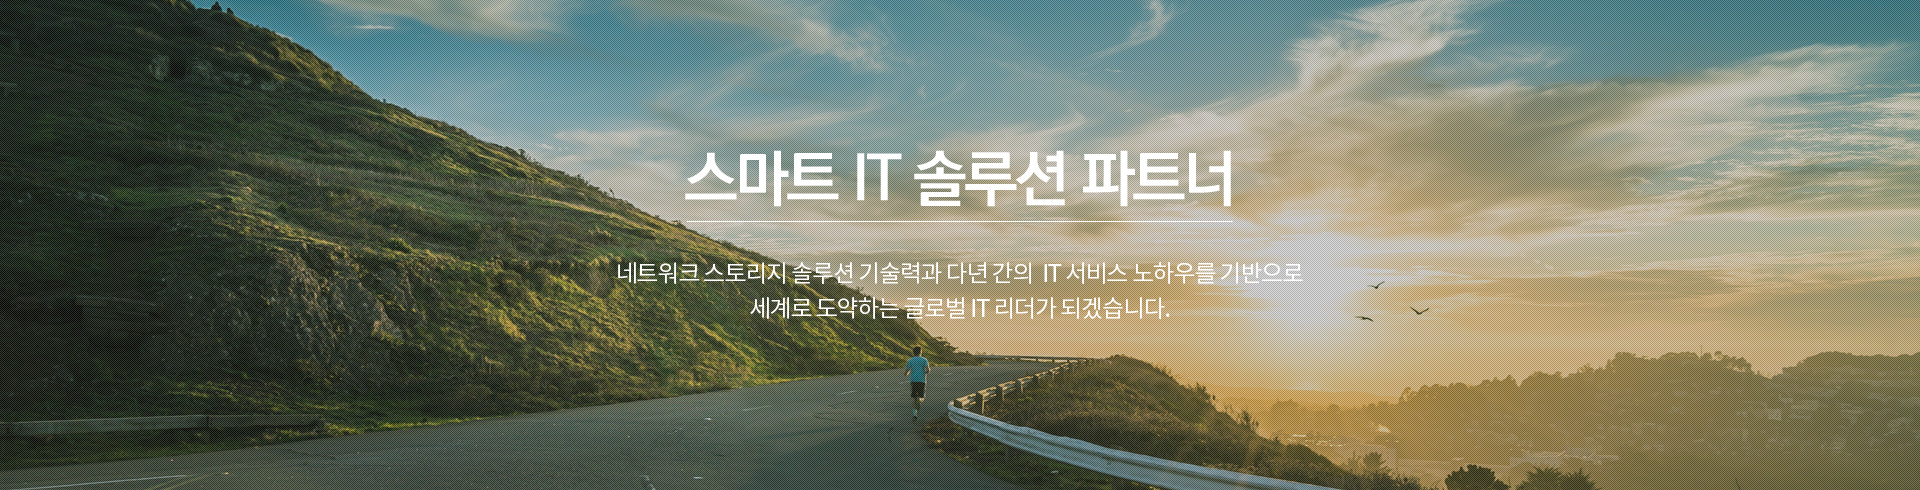 스마트 IT 솔루션 파트너
네트워크 스토리지 솔루션 기술력과 다년 간의 IT 서비스 노하우를 기반으로
세계로 도약하는 글로벌 IT 리더가 되겠습니다.